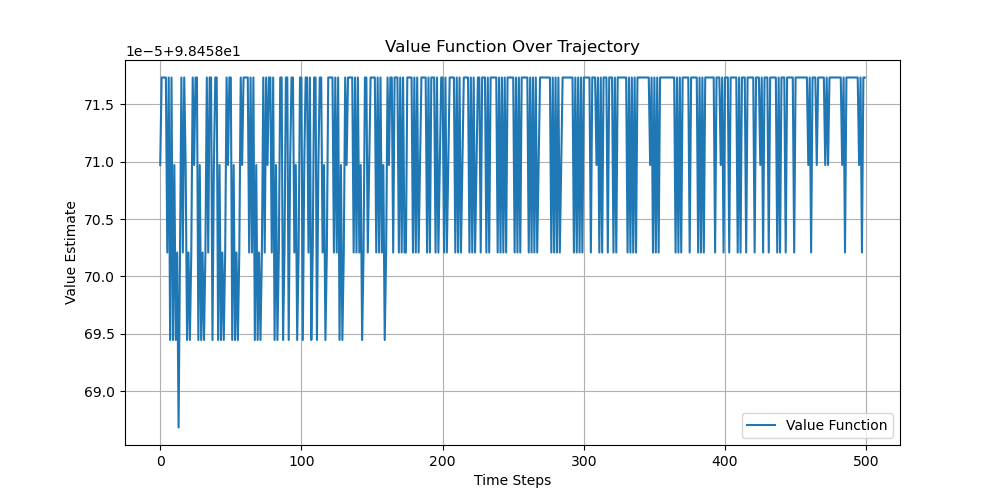 Value Function Over Trajectory
1e-5+9.8458e1
71.5
71.0
70.5
70.0
69.5
69.0
Value Estimate
0
100
200
300
400
500
Time Steps
Value Function